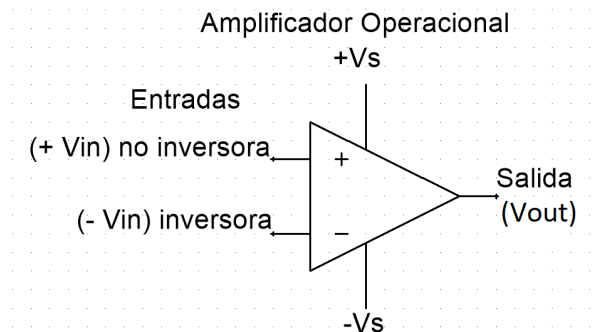 Amplificador Operacional
+Vs
Entradas
(+ Vin) no inversora
+
Salida
(Vout)
(- Vin) inversora
−
-Vs